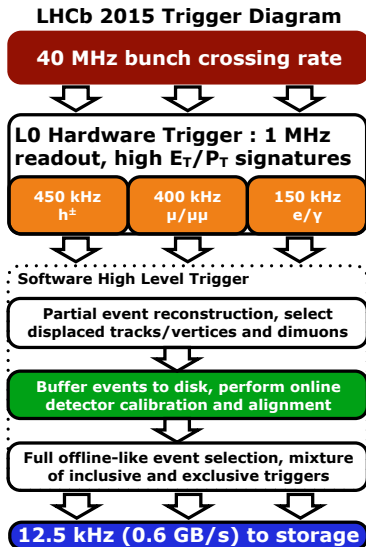 LHCb 2015 Trigger Diagram
40 MHz bunch crossing rate
L0 Hardware Trigger : 1 MHz
readout, high E_T/P_T signatures
450 kHz
h±
400 kHz
μ/μμ
150 kHz
e/γ
Software High Level Trigger
Partial event reconstruction, select
displaced tracks/vertices and dimuons
Buffer events to disk, perform online
detector calibration and alignment
Full offline-like event selection, mixture
of inclusive and exclusive triggers
12.5 kHz (0.6 GB/s) to storage